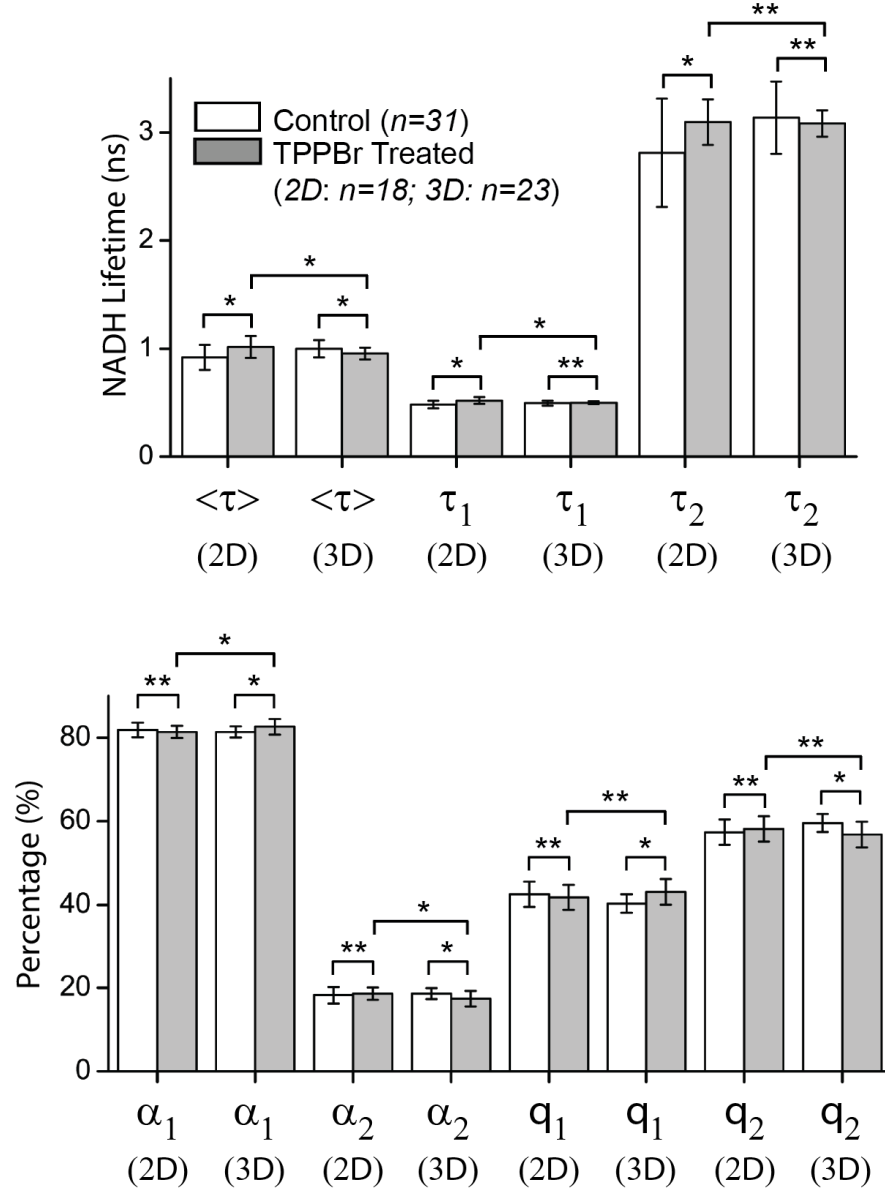 ** 
* **
3
Control (n=31)
TPPBr Treated
(2D: n=18; 3D: n=23)
NADH Lifetime (ns)
2
* *
* *
* **
1
0
<τ> <τ> τ1 τ1 τ2 τ2
(2D) (3D) (2D) (3D) (2D) (3D)
*
** *
80
** **
** *
60
** *
Percentage (%)
40
*
** *
20
0
α1 α1 α2 α2 q1 q1 q2 q2
(2D) (3D) (2D) (3D) (2D) (3D) (2D) (3D)